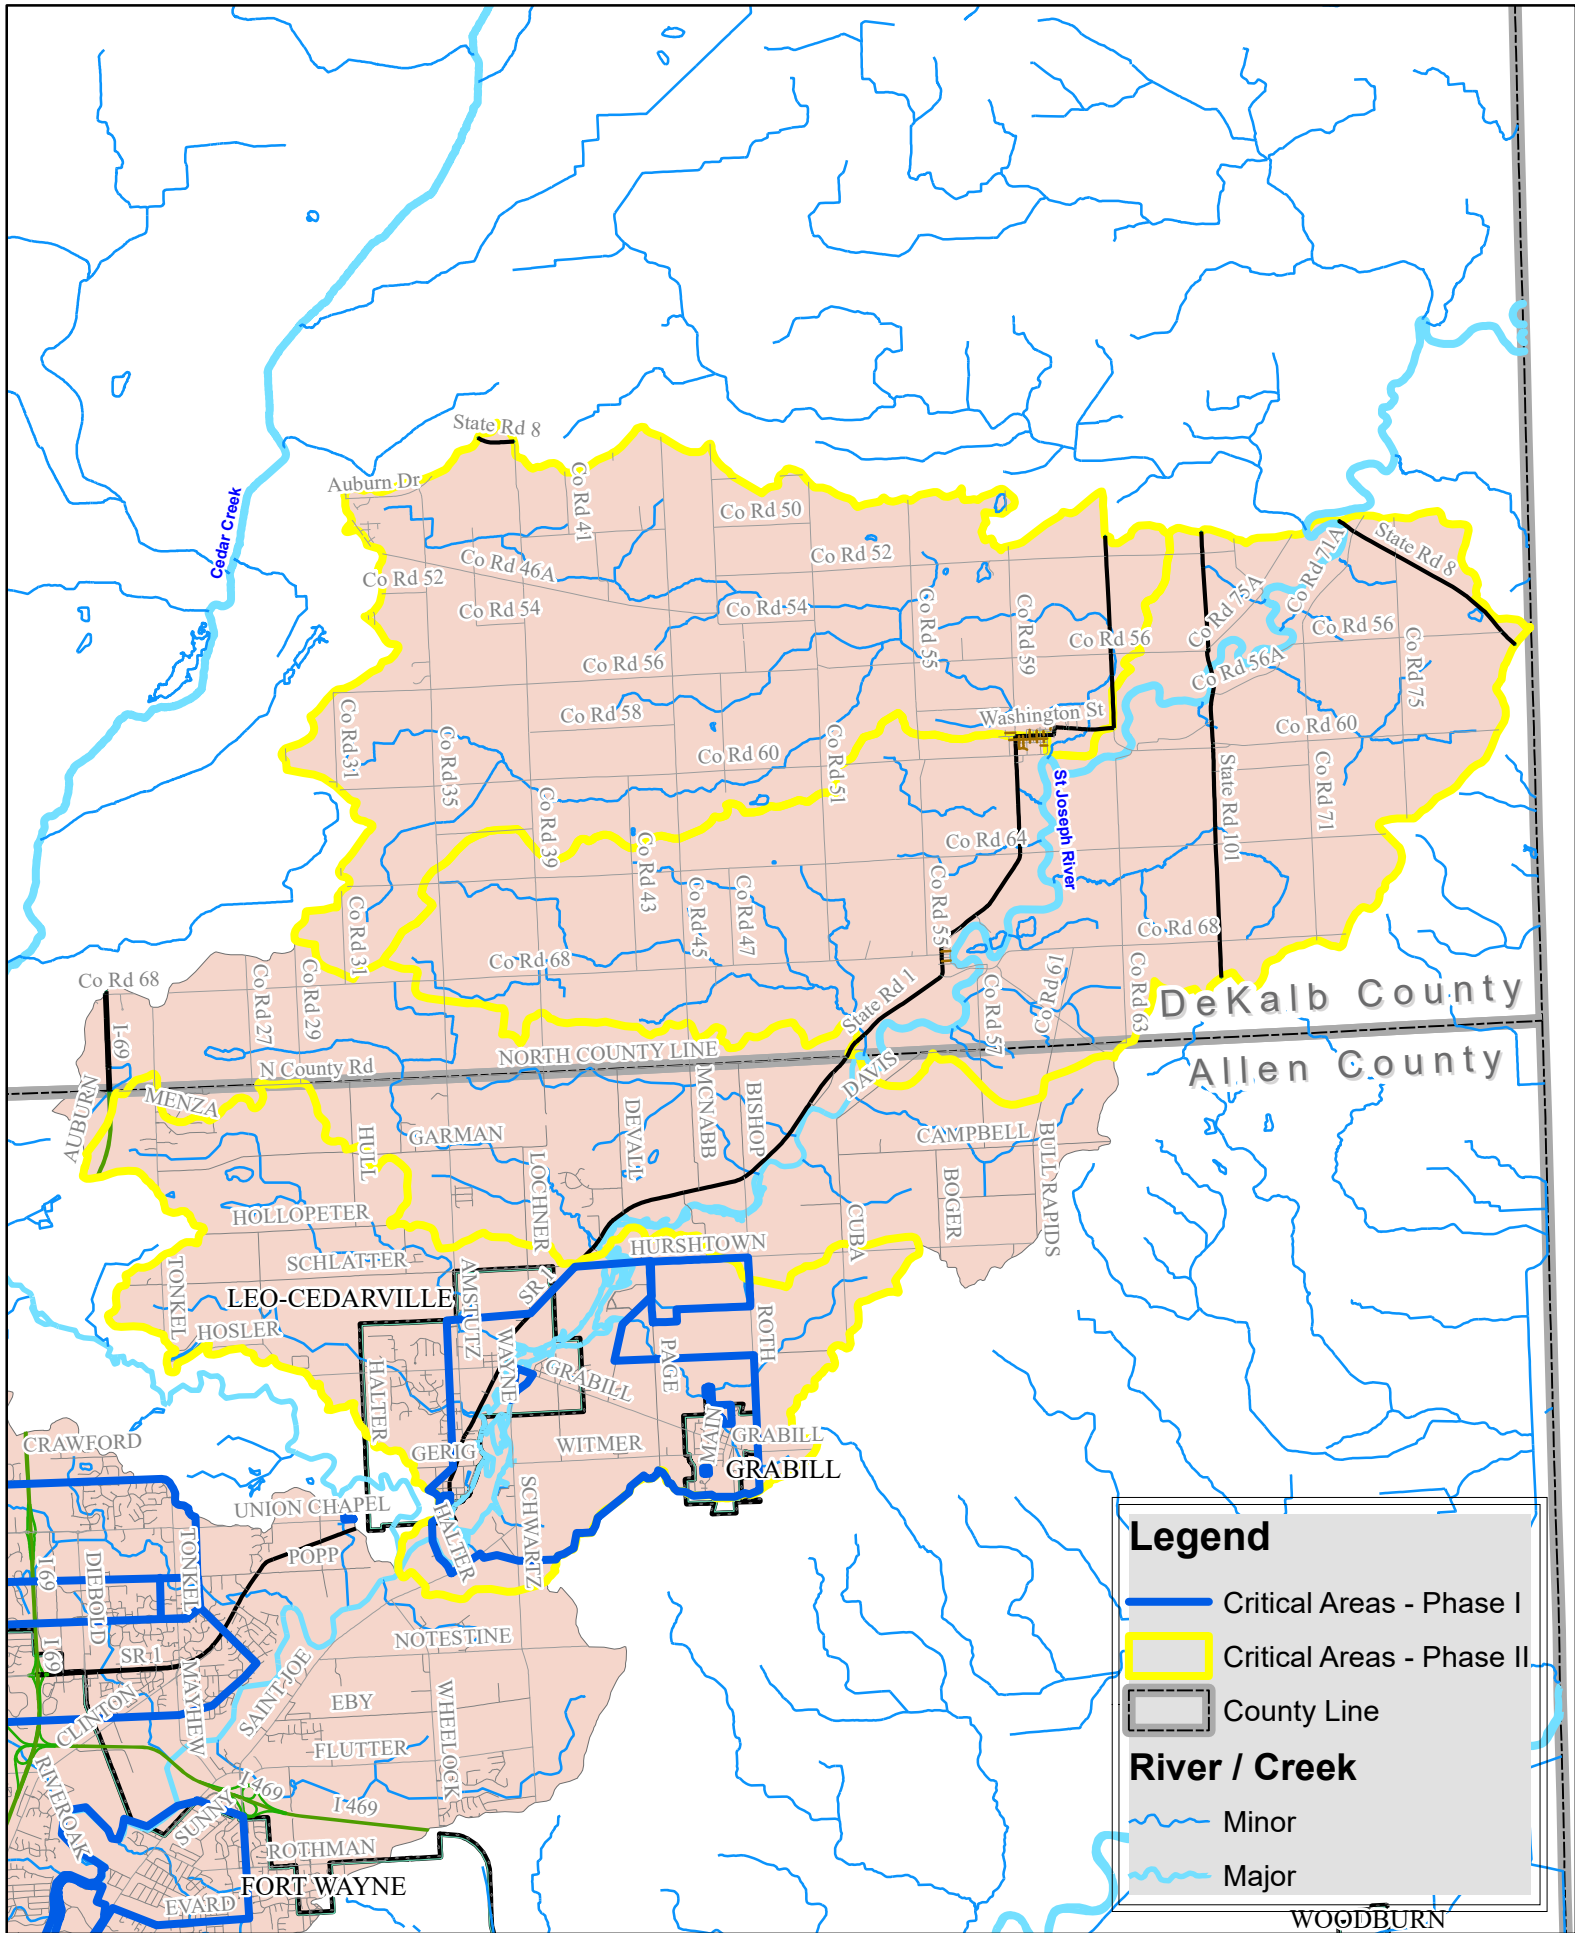 State Rd 8
Auburn Dr
Co Rd 41
Co Rd 50
Cedar Creek
Co Rd 52
Co Rd 46A
Co Rd 52
Co Rd 71A
State Rd 8
Co Rd 54
Co Rd 54
Co Rd 55
Co Rd 59
Co Rd 75A
Co Rd 56
Co Rd 56
Co Rd 56
Co Rd 56A
Co Rd 75
Co Rd 31
Co Rd 58
Washington St
Co Rd 60
Co Rd 35
Co Rd 60
Co Rd 51
St Joseph River
State Rd 101
Co Rd 71
Co Rd 39
Co Rd 43
Co Rd 64
Co Rd 45
Co Rd 47
Co Rd 55
Co Rd 31
Co Rd 68
Co Rd 68
Co Rd 68
Co Rd 27
Co Rd 29
State Rd 1
Co Rd 57
Co Rd 61
Co Rd 63
DeKalb County
I 69
N County Rd
NORTH COUNTY LINE
Allen County
AUBURN
MENZA
HULL
GARMAN
DEVALL
MCNABB
BISHOP
DAVIS
CAMPBELL
BULL RAPIDS
LOCHNER
BOGER
HOLLOPETER
CUBA
HURSHTOWN
SCHLATTER
TONKEL
LEO-CEDARVILLE
AMSTUTZ
SR 1
HOSLER
WAYNE
ROTH
PAGE
HALTER
GRABILL
MAIN
GRABILL
CRAWFORD
GERIG
WITMER
GRABILL
UNION CHAPEL
SCHWARTZ
HALTER
POPP
TONKEL
DIEBOLD
I 69
I 69
SR 1
NOTESTINE
MAYHEW
SAINT JOE
CLINTON
EBY
WHEELOCK
FLUTTER
RIVEROAK
SUNNY
I 469
I 469
ROTHMAN
FORT WAYNE
EVARD
Legend
Critical Areas - Phase I
Critical Areas - Phase II
County Line
River / Creek
Minor
Major
WOODBURN